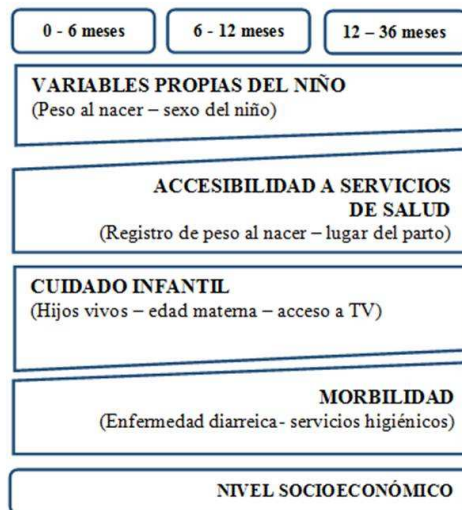 0 - 6 meses
6 - 12 meses
12 – 36 meses
VARIABLES PROPIAS DEL NIÑO
(Peso al nacer – sexo del niño)
ACCESIBILIDAD A SERVICIOS
DE SALUD
(Registro de peso al nacer – lugar del parto)
CUIDADO INFANTIL
(Hijos vivos – edad materna – acceso a TV)
MORBILIDAD
(Enfermedad diarreica- servicios higiénicos)
NIVEL SOCIOECONÓMICO